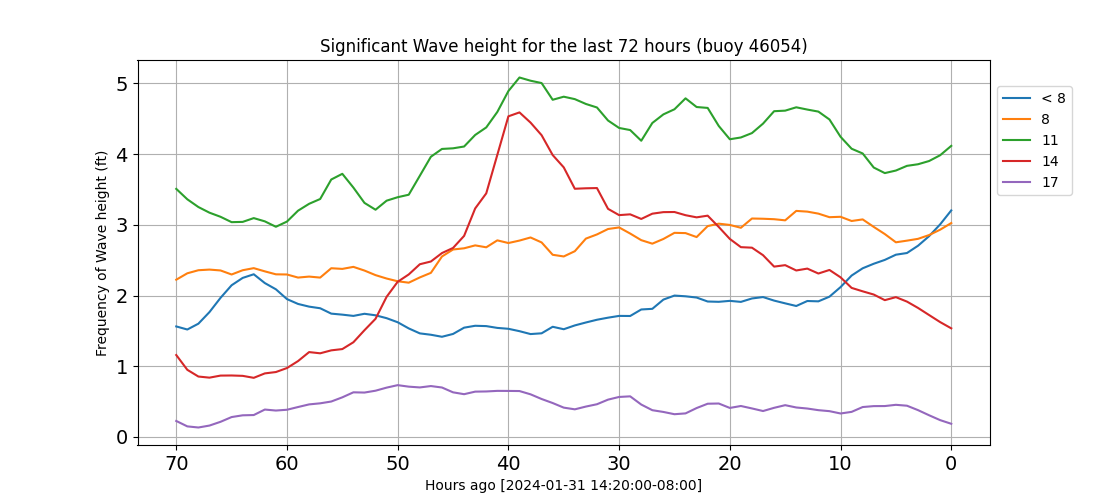 Significant Wave height for the last 72 hours (buoy 46054)
5
4
3
2
1
0
Frequency of Wave height (ft)
70 60 50 40 30 20 10 0
Hours ago [2024-01-31 14:20:00-08:00]
< 8
8
11
14
17